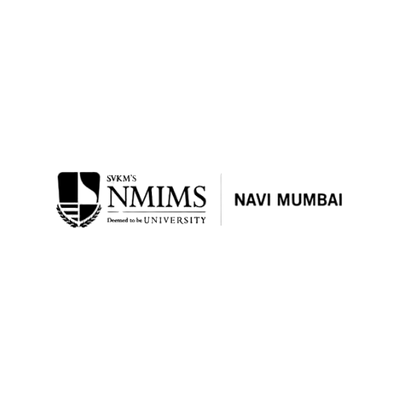 SVKM'S
NMIMS
Deemed to be UNIVERSITY
NAVI MUMBAI